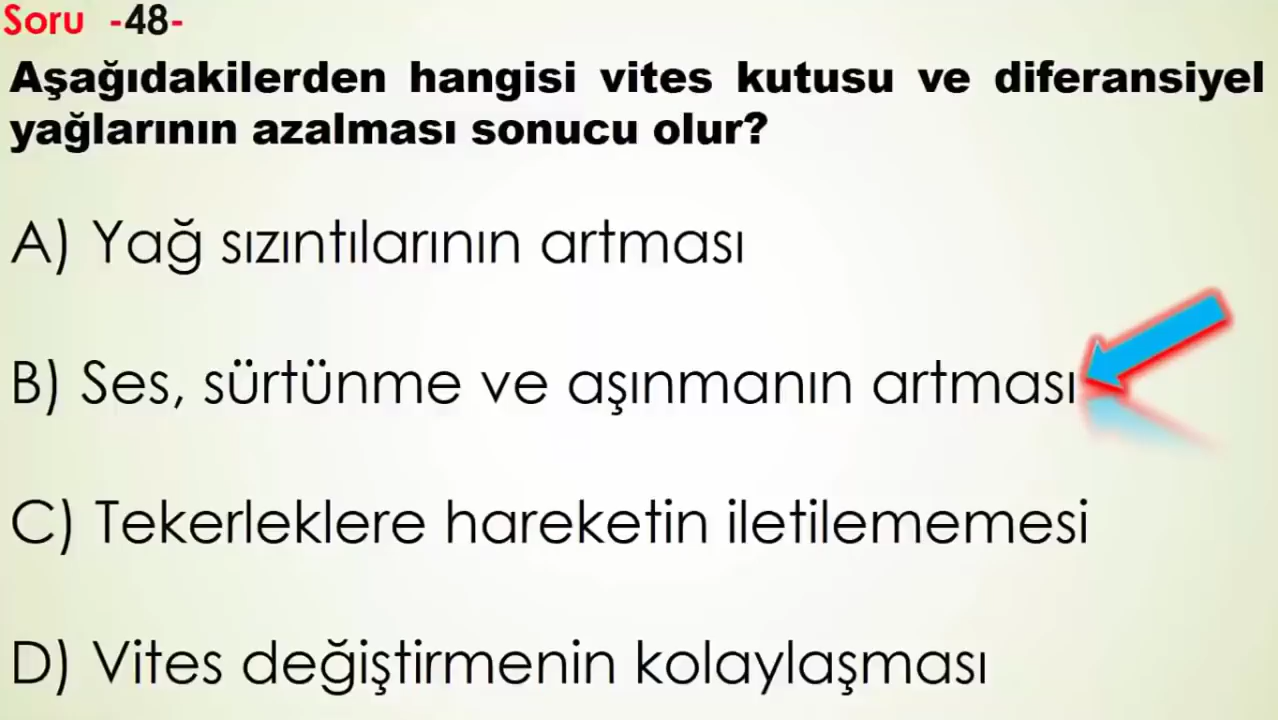 Soru -48-
Aşağıdakilerden hangisi vites kutusu ve diferansiyel
yağlarının azalması sonucu olur?
A) Yağ sızıntılarının artması
B) Ses, sürtünme ve aşınmanın artması
C) Tekerleklere hareketin iletilememesi
D) Vites değiştirmenin kolaylaşması